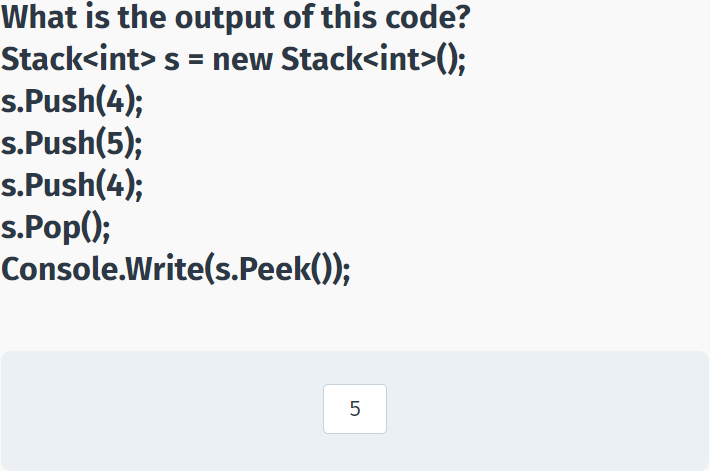 What is the output of this code?
Stack<int> s = new Stack<int>();
s.Push(4);
s.Push(5);
s.Push(4);
s.Pop();
Console.Write(s.Peek());
5